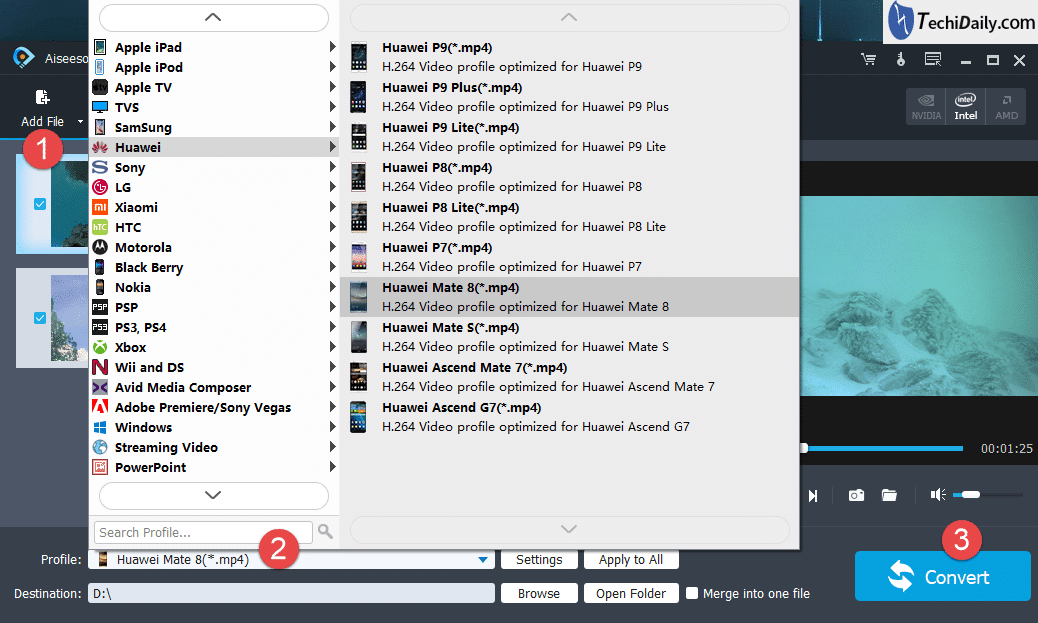 TechiDaily.com
Aiseeso
Add File
1
NVIDIA
intel
Intel
AMD
Apple iPad
Apple iPod
Apple TV
TVS
SamSung
Huawei
Sony
LG
Xiaomi
HTC
Motorola
Black Berry
Nokia
PSP
PS3, PS4
Xbox
Wii and DS
Avid Media Composer
Adobe Premiere/Sony Vegas
Windows
Streaming Video
PowerPoint
Search Profile...
Huawei P9(*.mp4)
H.264 Video profile optimized for Huawei P9
Huawei P9 Plus(*.mp4)
H.264 Video profile optimized for Huawei P9 Plus
Huawei P9 Lite(*.mp4)
H.264 Video profile optimized for Huawei P9 Lite
Huawei P8(*.mp4)
H.264 Video profile optimized for Huawei P8
Huawei P8 Lite(*.mp4)
H.264 Video profile optimized for Huawei P8 Lite
Huawei P7(*.mp4)
H.264 Video profile optimized for Huawei P7
Huawei Mate 8(*.mp4)
H.264 Video profile optimized for Huawei Mate 8
Huawei Mate S(*.mp4)
H.264 Video profile optimized for Huawei Mate S
Huawei Ascend Mate 7(*.mp4)
H.264 Video profile optimized for Huawei Ascend Mate 7
Huawei Ascend G7(*.mp4)
H.264 Video profile optimized for Huawei Ascend G7
00:01:25
2
3
Profile: Huawei Mate 8(*.mp4) Settings Apply to All
Convert
Destination: D:\ Browse Open Folder Merge into one file